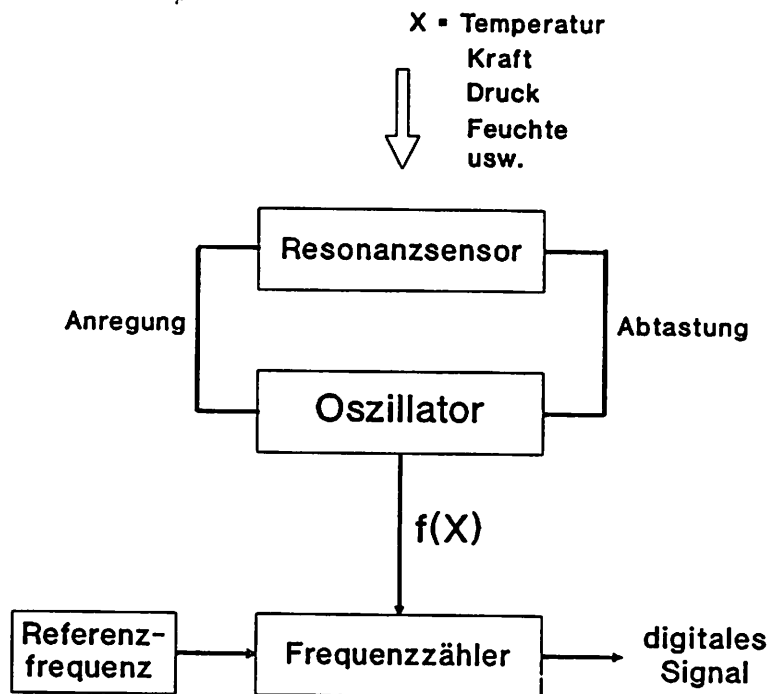 X = Temperatur
Kraft
Druck
Feuchte
usw.
Resonanzsensor
Anregung
Abtastung
Oszillator
f(X)
Referenz-
frequenz
Frequenzzähler
digitales
Signal